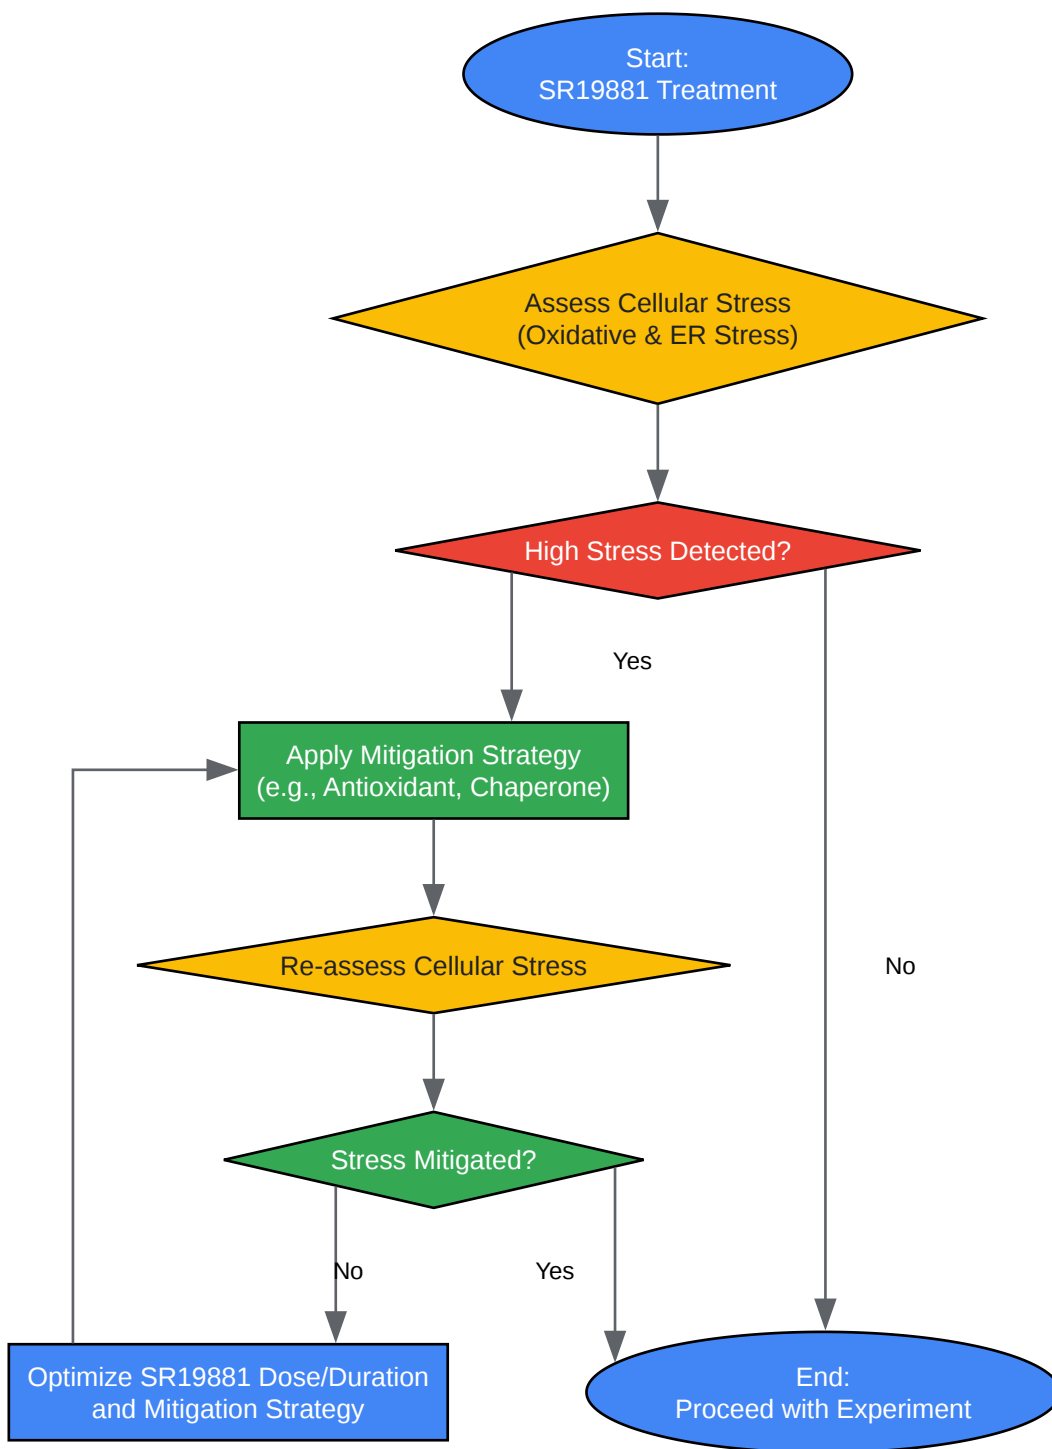 Start:
SR19881 Treatment
Assess Cellular Stress
(Oxidative & ER Stress)
High Stress Detected?
Yes
Apply Mitigation Strategy
(e.g., Antioxidant, Chaperone)
Re-assess Cellular Stress
No
Stress Mitigated?
No
Yes
Optimize SR19881 Dose/Duration
and Mitigation Strategy
End:
Proceed with Experiment